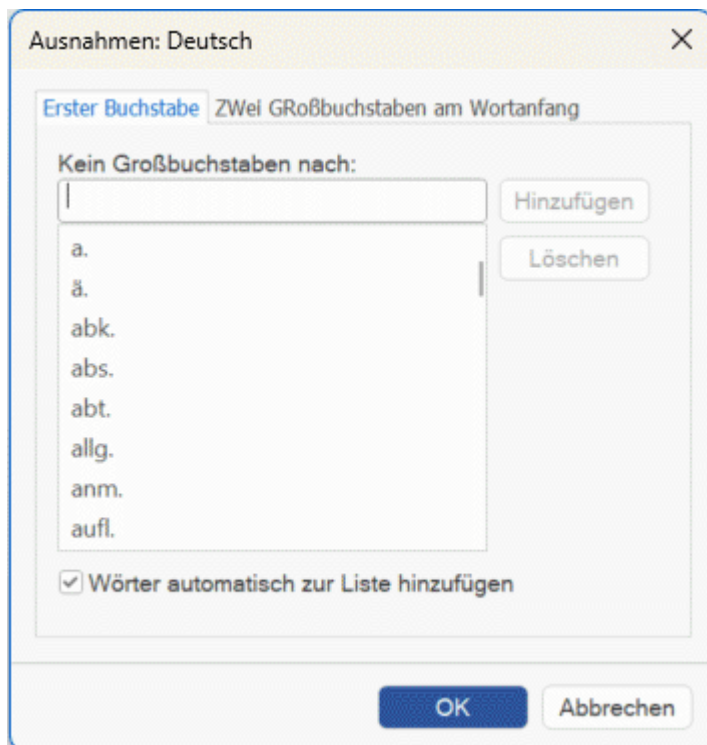 Ausnahmen: Deutsch
Erster Buchstabe ZWei GRoßbuchstaben am Wortanfang
Kein Großbuchstaben nach:
Hinzufügen
a.
Löschen
ä.
abk.
abs.
abt.
allg.
anm.
aufl.
Wörter automatisch zur Liste hinzufügen
OK Abbrechen